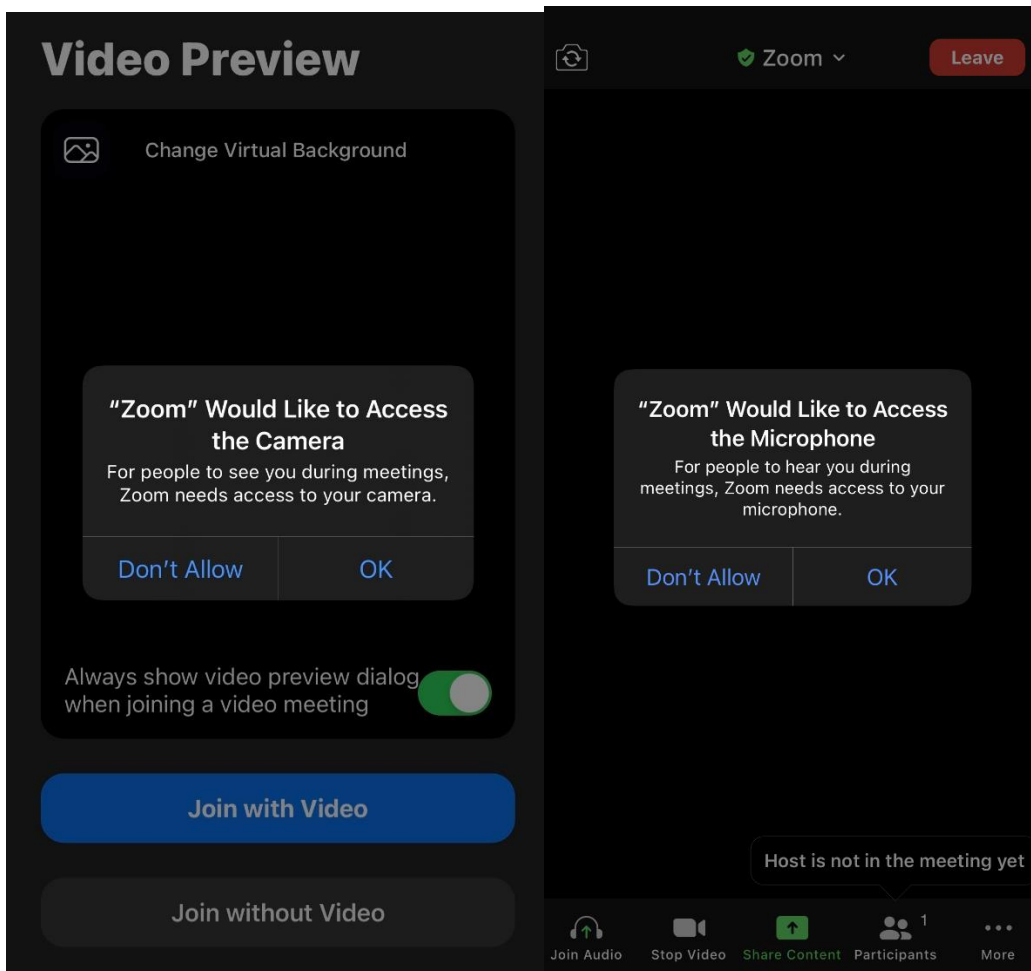 Video Preview
Change Virtual Background
“Zoom” Would Like to Access
the Camera
For people to see you during meetings,
Zoom needs access to your camera.
Don’t Allow
OK
Always show video preview dialog
when joining a video meeting
Join with Video
Join without Video
Zoom
Leave
“Zoom” Would Like to Access
the Microphone
For people to hear you during
meetings, Zoom needs access to your
microphone.
Don’t Allow
OK
Host is not in the meeting yet
1
Join Audio
Stop Video
Share Content
Participants
More